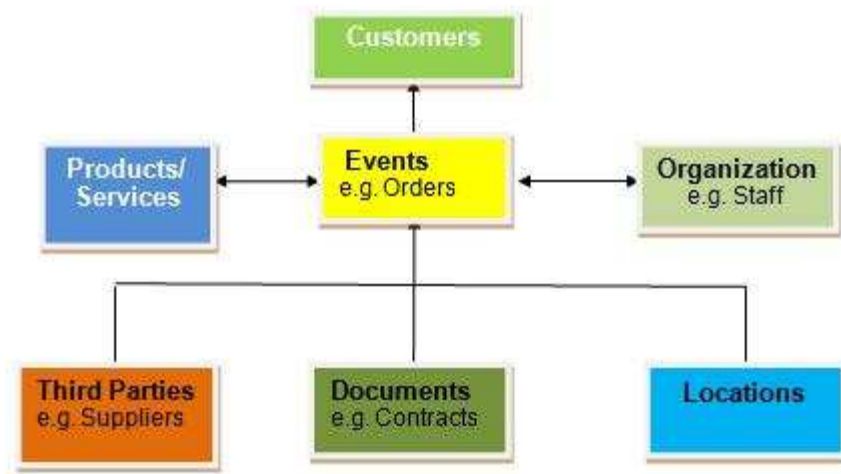 Customers
Products/
Services
Events
e.g. Orders
Organization
e.g. Staff
Third Parties
e.g. Suppliers
Documents
e.g. Contracts
Locations